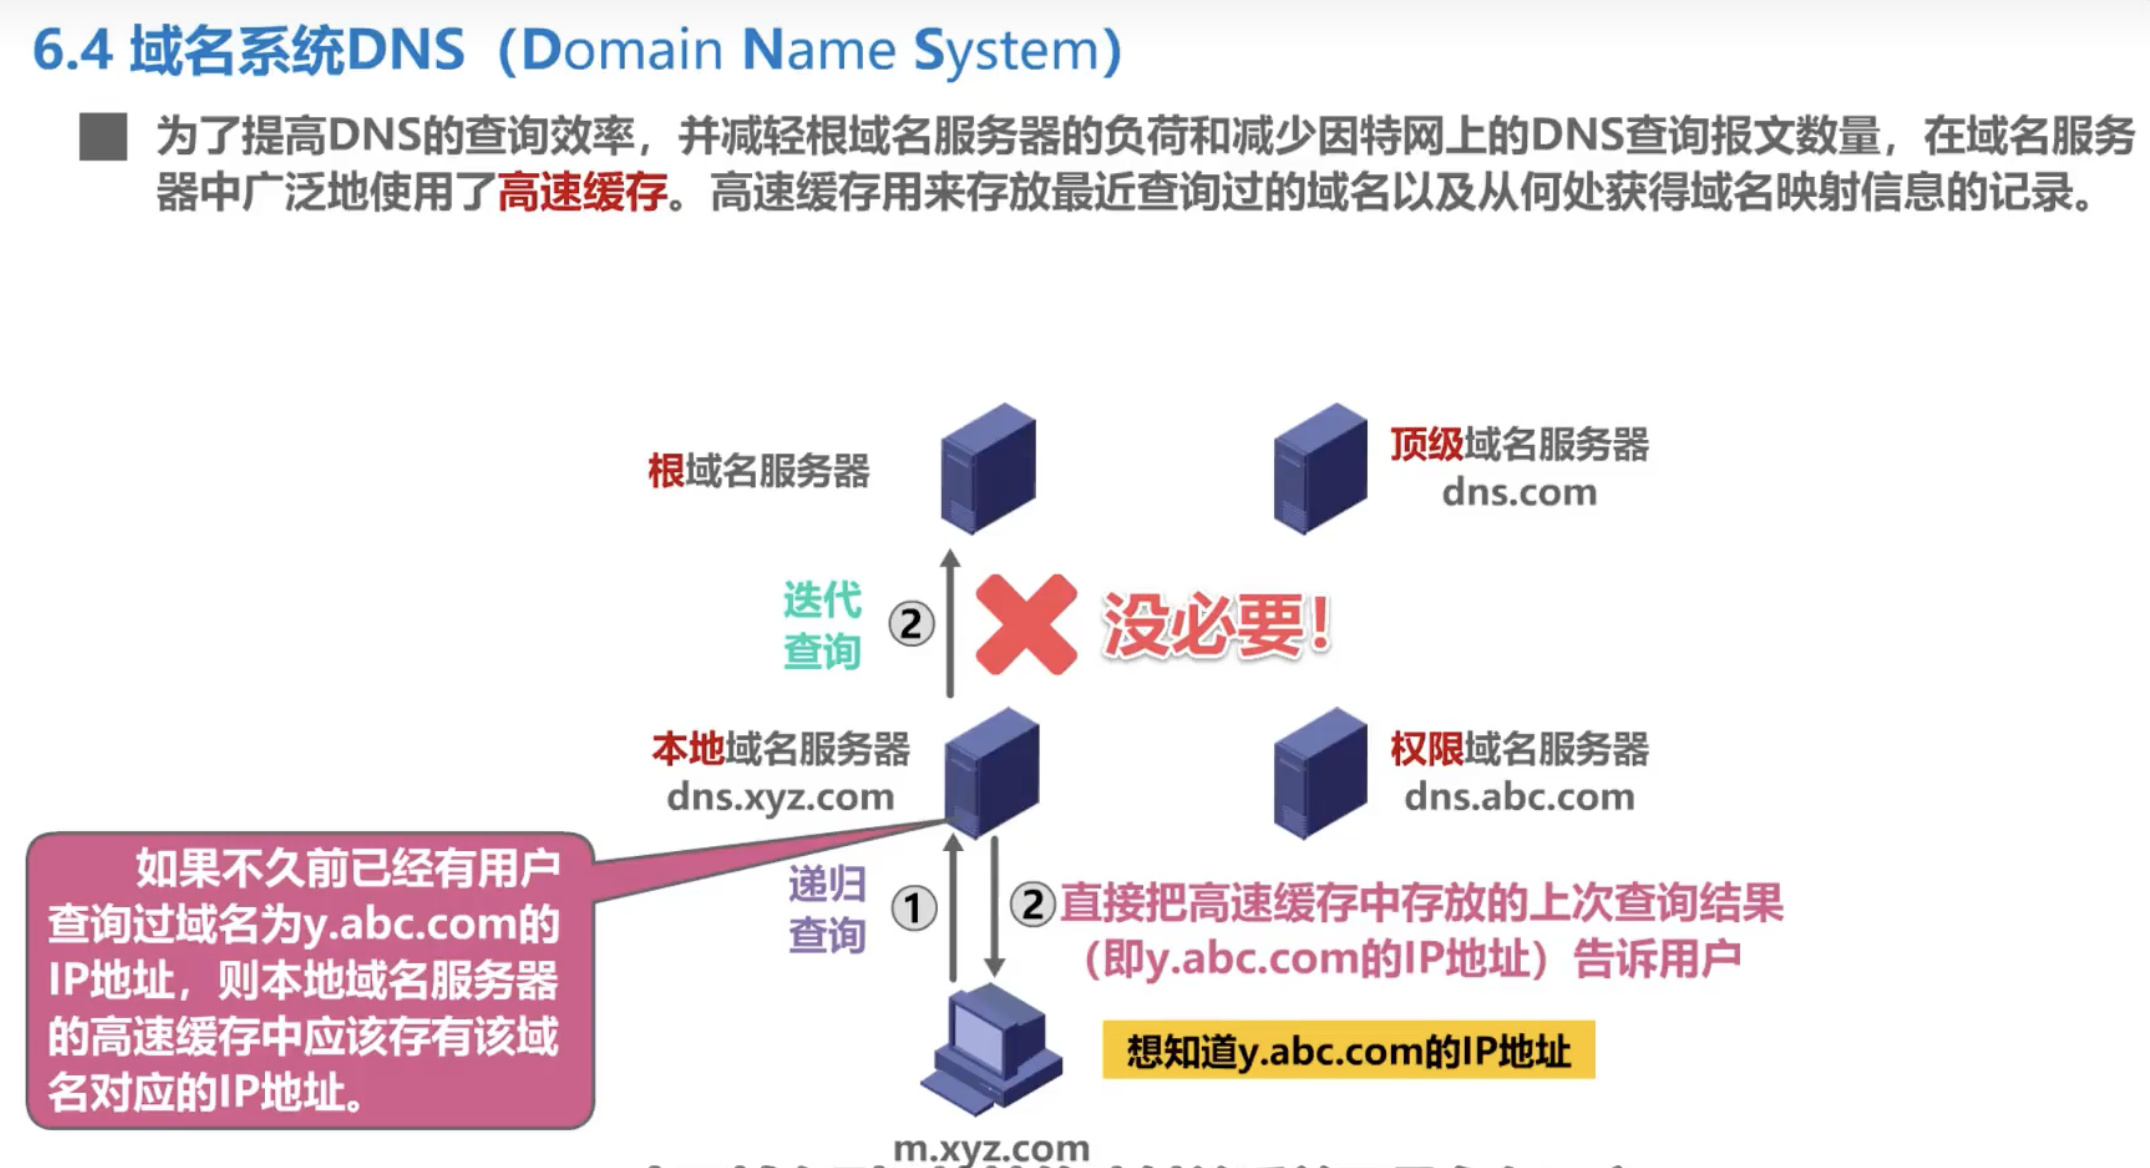 6.4 域名系统DNS（Domain Name System）
为了提高DNS的查询效率，并减轻根域名服务器的负荷和减少因特网上的DNS查询报文数量，在域名服务
器中广泛地使用了高速缓存。高速缓存用来存放最近查询过的域名以及从何处获得域名映射信息的记录。
根域名服务器
顶级域名服务器
dns.com
迭代
查询
②
没必要！
本地域名服务器
dns.xyz.com
权限域名服务器
dns.abc.com
如果不久前已经有用户
查询过域名为y.abc.com的
IP地址，则本地域名服务器
的高速缓存中应该存有该域
名对应的IP地址。
递归
查询
①
②直接把高速缓存中存放的上次查询结果
（即y.abc.com的IP地址）告诉用户
想知道y.abc.com的IP地址
m.xyz.com